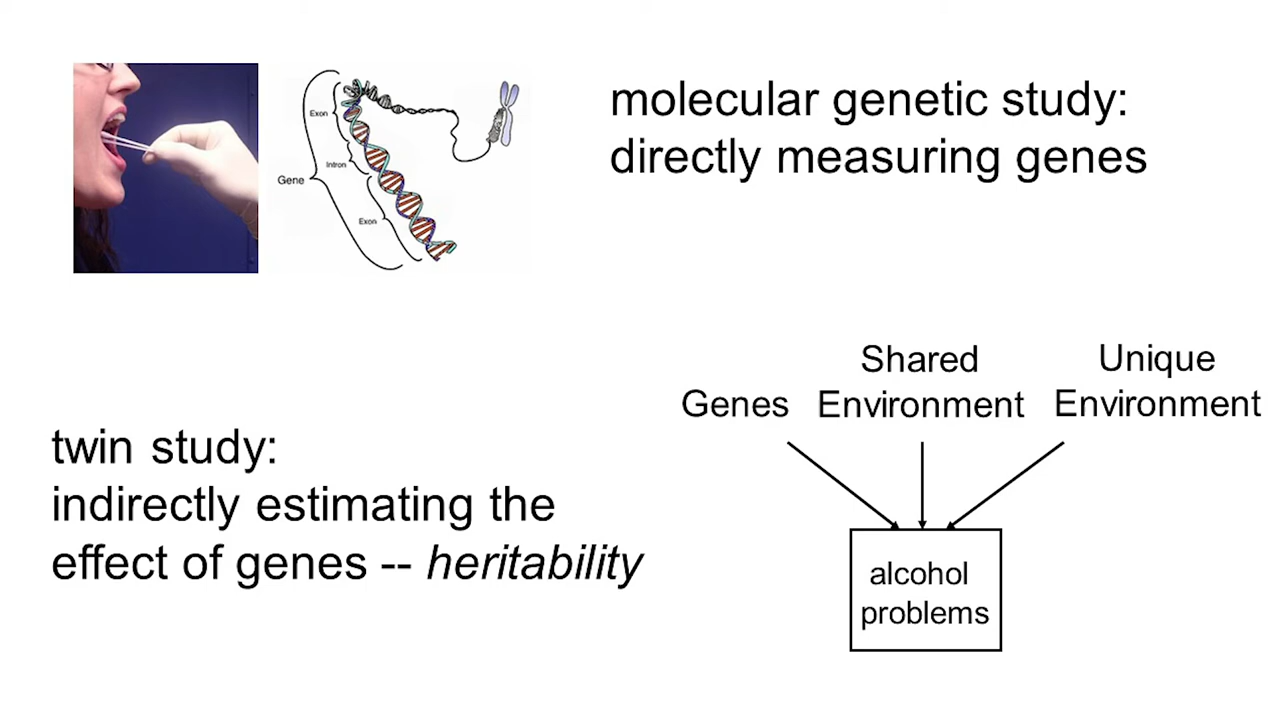 molecular genetic study:
directly measuring genes
Exon
Intron
Gene
Exon
Shared
Environment
Unique
Environment
Genes
twin study:
indirectly estimating the
effect of genes -- heritability
alcohol
problems